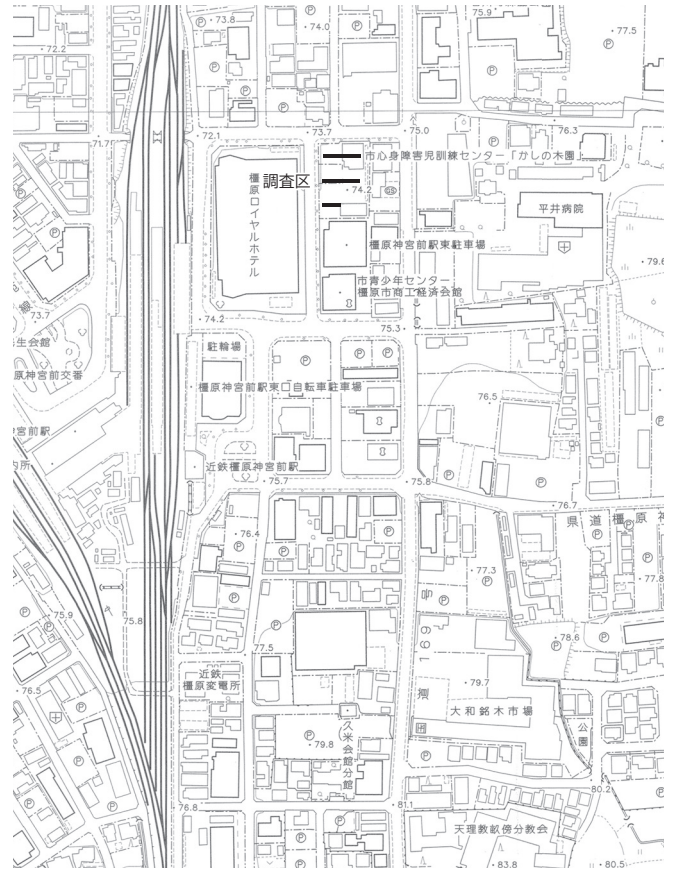 75.9
73.8
74.0
77.5
72.2
71.7
72.1
73.7
75.0
76.3
市心身障害児訓練センター「かしの木園」
調査区
74.2
橿原ロイヤルホテル
平井病院
橿原神宮前駅東駐車場
79.6
市青少年センター
橿原市商工経済会館
73.7
74.2
75.3
生会館
駐輪場
原神宮前交番
橿原神宮前駅東口自転車駐車場
76.5
宮前駅
近鉄橿原神宮前駅
75.7
75.8
76.7
県道橿原神
76.4
77.3
77.8
75.9
75.8
169
77.5
78.6
近鉄
橿原変電所
76.5
79.7
大和銘木市場
公園
久米会館分館
79.8
76.8
81.1
80.2
天理教畝傍分教会
83.8
80.5